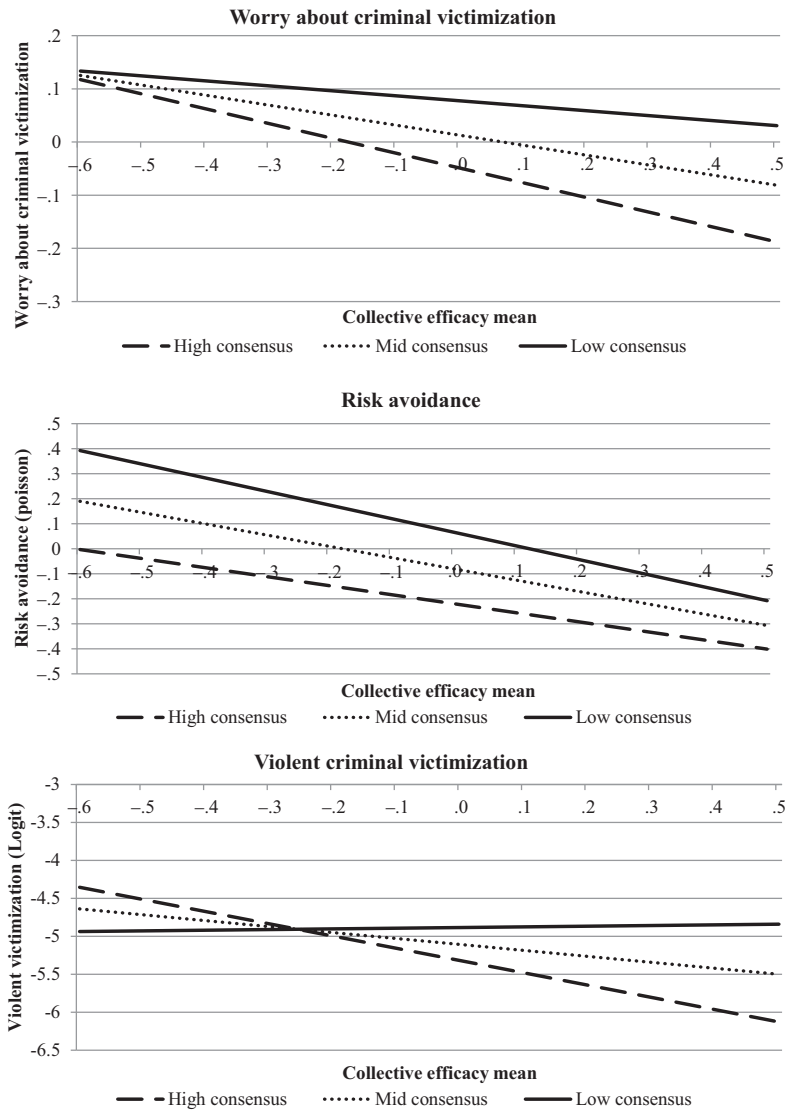 Worry about criminal victimization
Worry about criminal victimization
.2
.1
0
–.1
–.2
–.3
–.6 –.5 –.4 –.3 –.2 –.1 .0 .1 .2 .3 .4 .5
Collective efficacy mean
High consensus Mid consensus Low consensus
Risk avoidance
Risk avoidance (poisson)
.5
.4
.3
.2
.1
0
–.1
–.2
–.3
–.4
–.5
–.6 –.5 –.4 –.3 –.2 –.1 .0 .1 .2 .3 .4 .5
Collective efficacy mean
High consensus Mid consensus Low consensus
Violent criminal victimization
Violent victimization (Logit)
-3
-3.5
-4
-4.5
-5
-5.5
-6
-6.5
–.6 –.5 –.4 –.3 –.2 –.1 .0 .1 .2 .3 .4 .5
Collective efficacy mean
High consensus Mid consensus Low consensus